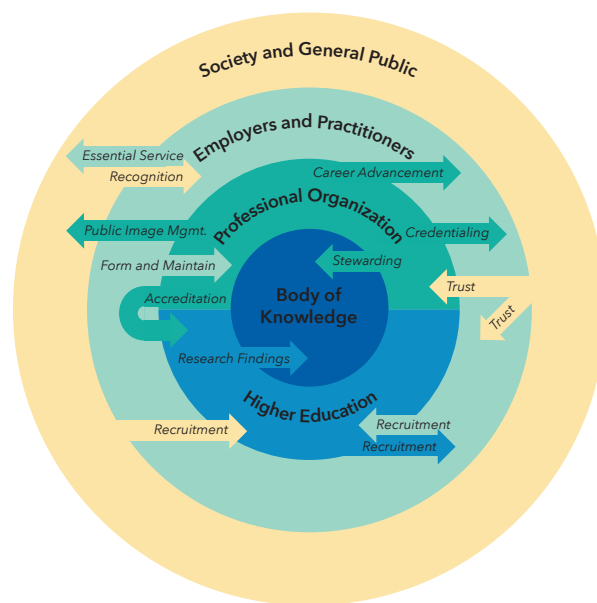 Society and General Public
Employers and Practitioners
Essential Service
Career Advancement
Recognition
Professional Organization
Public Image Mgmt.
Credentialing
Form and Maintain
Stewarding
Trust
Accreditation
Body of
Knowledge
Trust
Research Findings
Higher Education
Recruitment
Recruitment
Recruitment